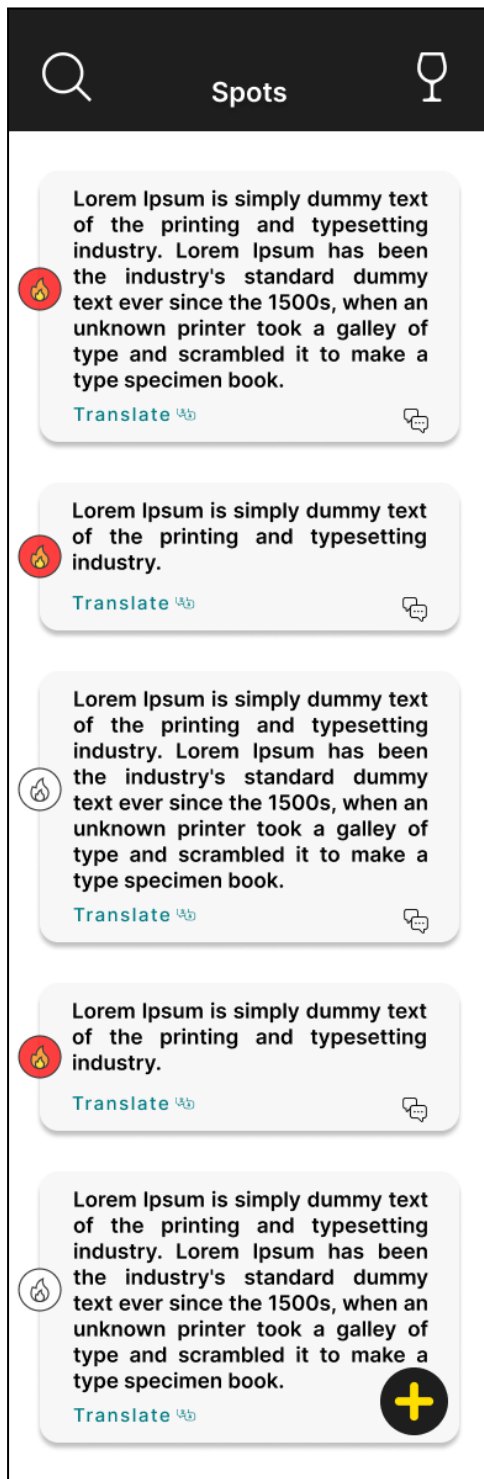 Spots
Lorem Ipsum is simply dummy text
of the printing and typesetting
industry. Lorem Ipsum has been
the industry's standard dummy
text ever since the 1500s, when an
unknown printer took a galley of
type and scrambled it to make a
type specimen book.
Translate
Lorem Ipsum is simply dummy text
of the printing and typesetting
industry.
Translate
Lorem Ipsum is simply dummy text
of the printing and typesetting
industry. Lorem Ipsum has been
the industry's standard dummy
text ever since the 1500s, when an
unknown printer took a galley of
type and scrambled it to make a
type specimen book.
Translate
Lorem Ipsum is simply dummy text
of the printing and typesetting
industry.
Translate
Lorem Ipsum is simply dummy text
of the printing and typesetting
industry. Lorem Ipsum has been
the industry's standard dummy
text ever since the 1500s, when an
unknown printer took a galley of
type and scrambled it to make a
type specimen book.
Translate